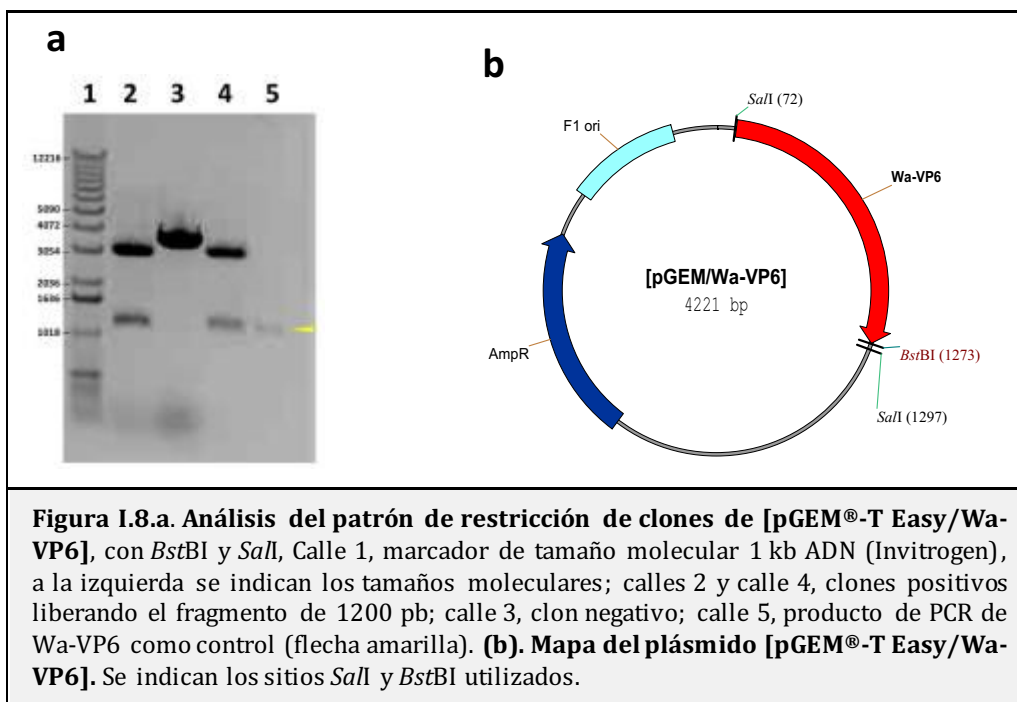 a
b
1 2 3 4 5
12216
5090
4072
3054
2036
1636
1018
SalI (72)
F1 ori
Wa-VP6
[pGEM/Wa-VP6]
4221 bp
AmpR
BstBI (1273)
SalI (1297)
Figura I.8.a. Análisis del patrón de restricción de clones de [pGEM®-T Easy/Wa-
VP6], con BstBI y SalI, Calle 1, marcador de tamaño molecular 1 kb ADN (Invitrogen),
a la izquierda se indican los tamaños moleculares; calles 2 y calle 4, clones positivos
liberando el fragmento de 1200 pb; calle 3, clon negativo; calle 5, producto de PCR de
Wa-VP6 como control (flecha amarilla). (b). Mapa del plásmido [pGEM®-T Easy/Wa-
VP6]. Se indican los sitios SalI y BstBI utilizados.